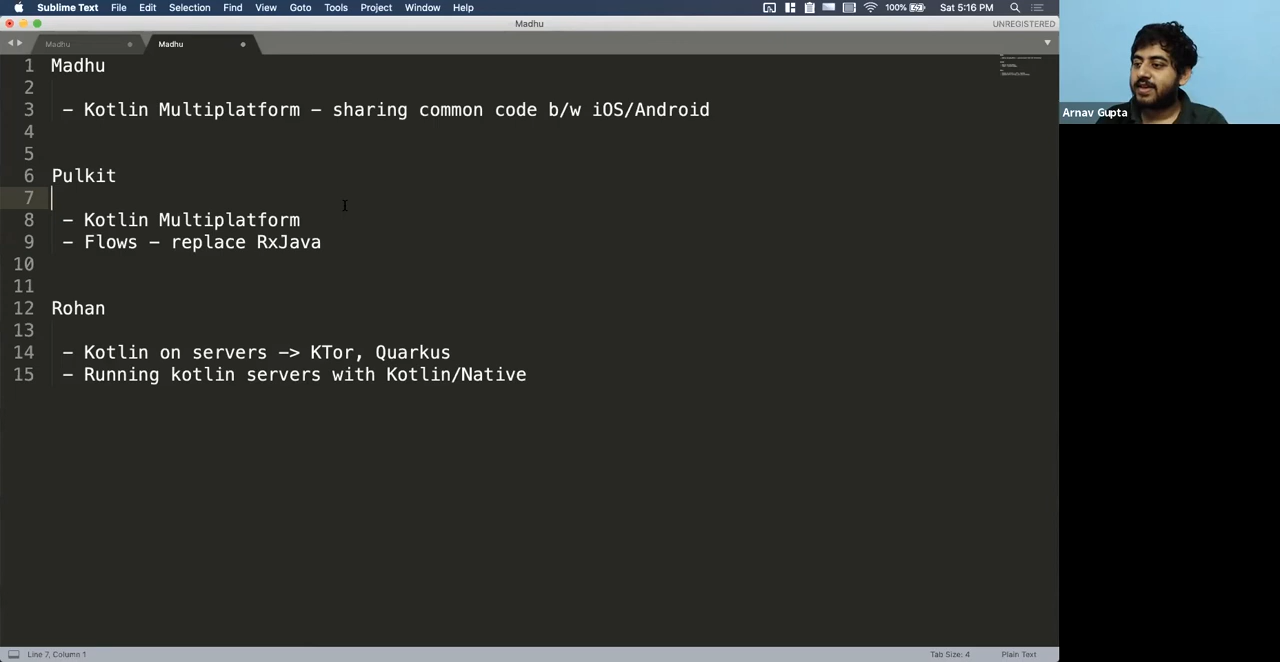 Sublime Text File Edit Selection Find View Goto Tools Project Window Help 100% Sat 5:16 PM
Madhu UNREGISTERED
Madhu Madhu
1 Madhu
2
3 - Kotlin Multiplatform - sharing common code b/w iOS/Android
4
5
6 Pulkit
7
8 - Kotlin Multiplatform
9 - Flows - replace RxJava
10
11
12 Rohan
13
14 - Kotlin on servers -> KTor, Quarkus
15 - Running kotlin servers with Kotlin/Native
Line 7, Column 1 Tab Size: 4 Plain Text
Arnav Gupta